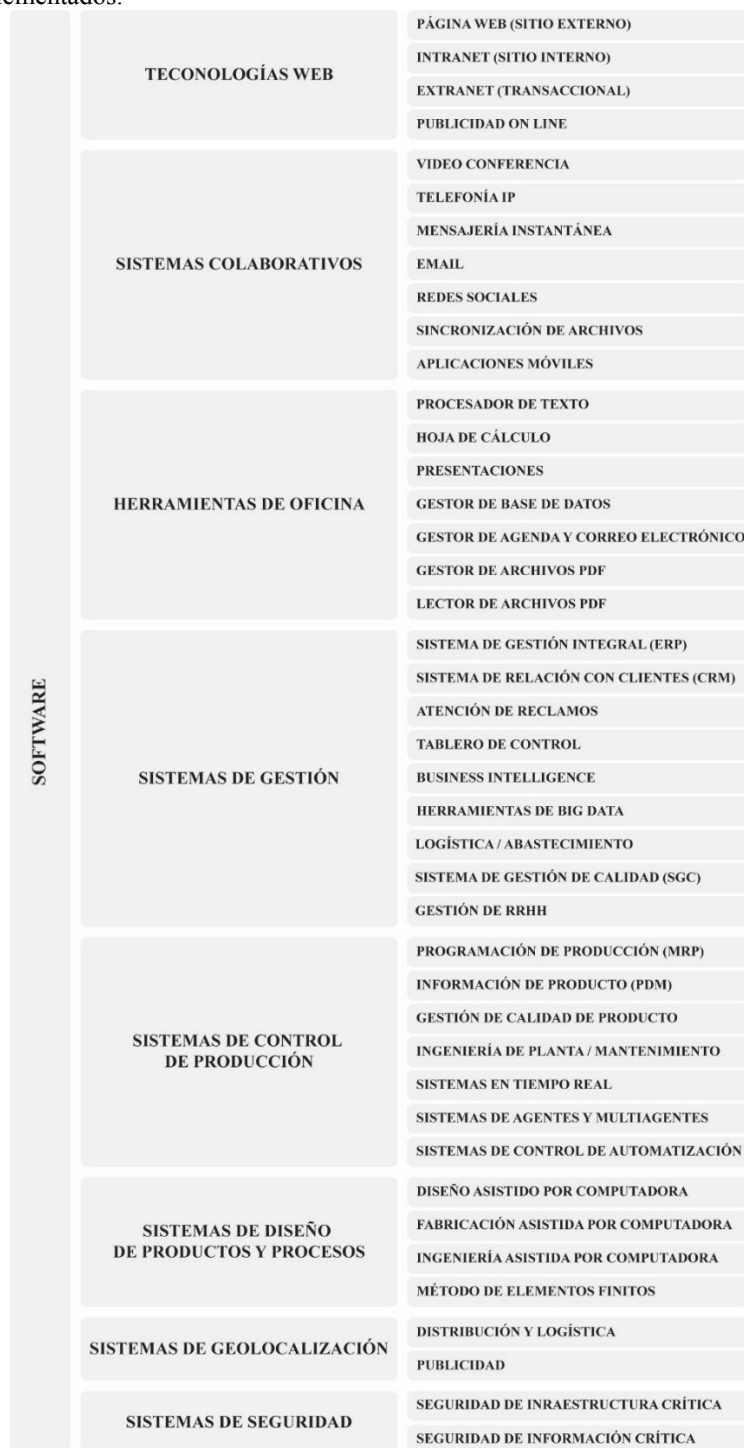 SOFTWARE
TECONOLOGÍAS WEB
PÁGINA WEB (SITIO EXTERNO)
INTRANET (SITIO INTERNO)
EXTRANET (TRANSACCIONAL)
PUBLICIDAD ON LINE
SISTEMAS COLABORATIVOS
VIDEO CONFERENCIA
TELEFONÍA IP
MENSAJERÍA INSTANTÁNEA
EMAIL
REDES SOCIALES
SINCRONIZACIÓN DE ARCHIVOS
APLICACIONES MÓVILES
HERRAMIENTAS DE OFICINA
PROCESADOR DE TEXTO
HOJA DE CÁLCULO
PRESENTACIONES
GESTOR DE BASE DE DATOS
GESTOR DE AGENDA Y CORREO ELECTRÓNICO
GESTOR DE ARCHIVOS PDF
LECTOR DE ARCHIVOS PDF
SISTEMAS DE GESTIÓN
SISTEMA DE GESTIÓN INTEGRAL (ERP)
SISTEMA DE RELACIÓN CON CLIENTES (CRM)
ATENCIÓN DE RECLAMOS
TABLERO DE CONTROL
BUSINESS INTELLIGENCE
HERRAMIENTAS DE BIG DATA
LOGÍSTICA / ABASTECIMIENTO
SISTEMA DE GESTIÓN DE CALIDAD (SGC)
GESTIÓN DE RRHH
SISTEMAS DE CONTROL
DE PRODUCCIÓN
PROGRAMACIÓN DE PRODUCCIÓN (MRP)
INFORMACIÓN DE PRODUCTO (PDM)
GESTIÓN DE CALIDAD DE PRODUCTO
INGENIERÍA DE PLANTA / MANTENIMIENTO
SISTEMAS EN TIEMPO REAL
SISTEMAS DE AGENTES Y MULTIAGENTES
SISTEMAS DE CONTROL DE AUTOMATIZACIÓN
SISTEMAS DE DISEÑO
DE PRODUCTOS Y PROCESOS
DISEÑO ASISTIDO POR COMPUTADORA
FABRICACIÓN ASISTIDA POR COMPUTADORA
INGENIERÍA ASISTIDA POR COMPUTADORA
MÉTODO DE ELEMENTOS FINITOS
SISTEMAS DE GEOLOCALIZACIÓN
DISTRIBUCIÓN Y LOGÍSTICA
PUBLICIDAD
SISTEMAS DE SEGURIDAD
SEGURIDAD DE INRAESTRUCTURA CRÍTICA
SEGURIDAD DE INFORMACIÓN CRÍTICA